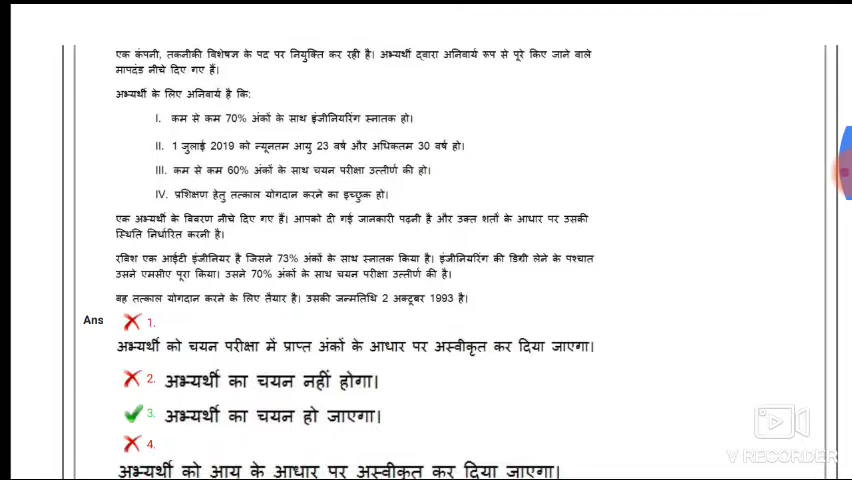 एक कंपनी, तकनीकी विशेषज्ञ के पद पर नियुक्ति कर रही है। अभ्यर्थी द्वारा अनिवार्य रूप से पूरे किए जाने वाले
मापदंड नीचे दिए गए हैं।
अभ्यर्थी के लिए अनिवार्य है कि:
I. कम से कम 70% अंकों के साथ इंजीनियरिंग स्नातक हो।
II. 1 जुलाई 2019 को न्यूनतम आयु 23 वर्ष और अधिकतम 30 वर्ष हो।
III. कम से कम 60% अंकों के साथ चयन परीक्षा उत्तीर्ण की हो।
IV. प्रशिक्षण हेतु तत्काल योगदान करने का इच्छुक हो।
एक अभ्यर्थी के विवरण नीचे दिए गए हैं। आपको दी गई जानकारी पढ़नी है और उक्त शर्तों के आधार पर उसकी
स्थिति निर्धारित करनी है।
रविश एक आईटी इंजीनियर है जिसने 73% अंकों के साथ स्नातक किया है। इंजीनियरिंग की डिग्री लेने के पश्चात
उसने एमसीए पूरा किया। उसने 70% अंकों के साथ चयन परीक्षा उत्तीर्ण की है।
वह तत्काल योगदान करने के लिए तैयार है। उसकी जन्मतिथि 2 अक्टूबर 1993 है।
Ans 1.
अभ्यर्थी को चयन परीक्षा में प्राप्त अंकों के आधार पर अस्वीकृत कर दिया जाएगा।
2. अभ्यर्थी का चयन नहीं होगा।
3. अभ्यर्थी का चयन हो जाएगा।
4.
अभ्यर्थी को आयु के आधार पर अस्वीकृत कर दिया जाएगा।
V RECORDER